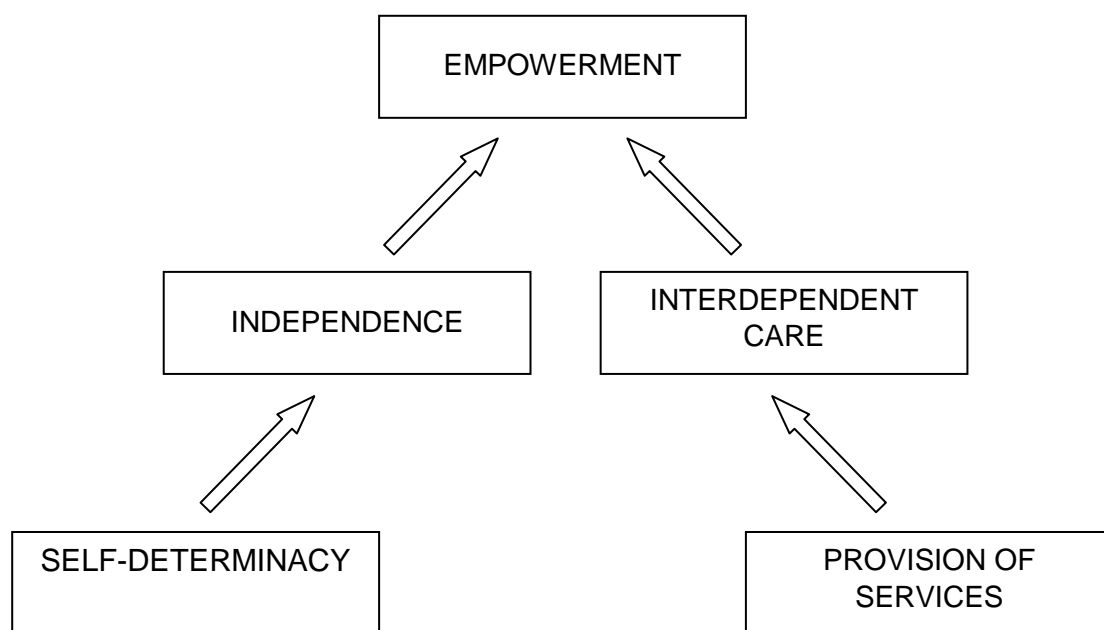 EMPOWERMENT
INDEPENDENCE
INTERDEPENDENT
CARE
SELF-DETERMINACY
PROVISION OF
SERVICES